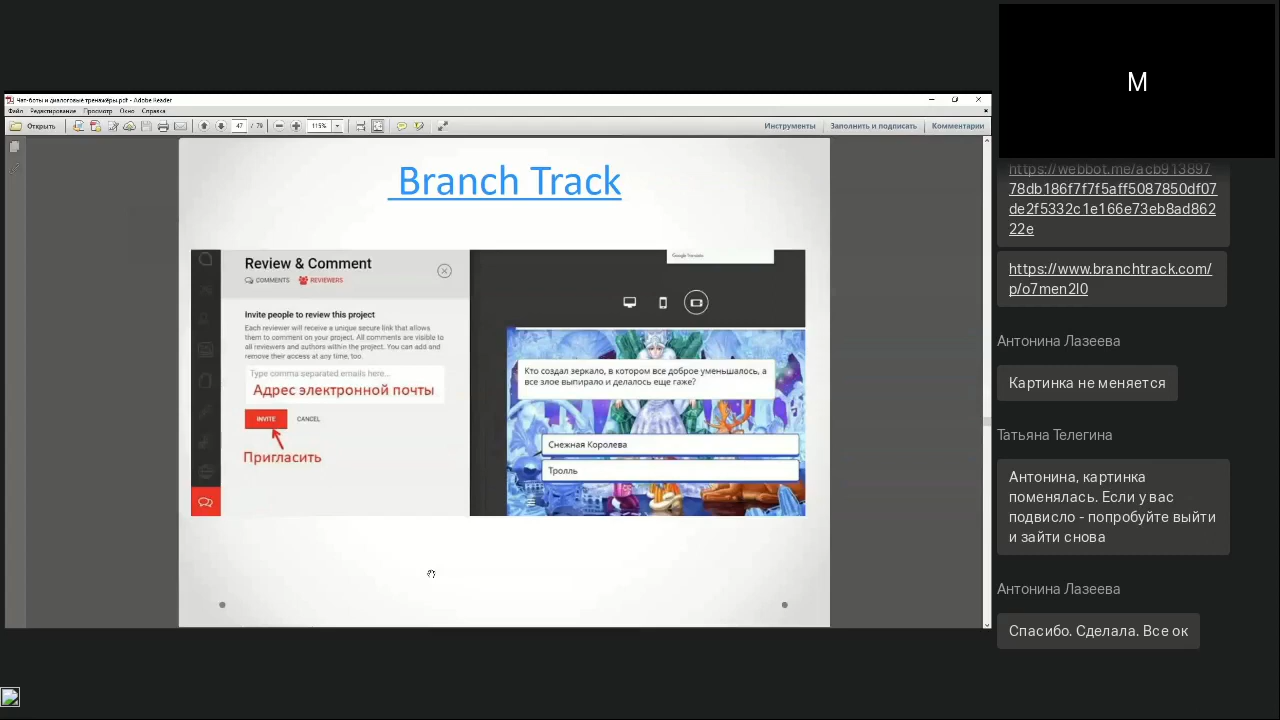 Чат-боты и диалоговые тренажёры.pdf - Adobe Reader
Файл Редактирование Просмотр Окно Справка
Открыть 47 / 79 115% Инструменты Заполнить и подписать Комментарии
Branch Track
Review & Comment
COMMENTS REVIEWERS
Invite people to review this project
Each reviewer will receive a unique secure link that allows
them to comment on your project. All comments are visible to
all reviewers and authors within the project. You can add and
remove their access at any time, too.
Type comma separated emails here...
Адрес электронной почты
INVITE CANCEL
Пригласить
Google Translate
Кто создал зеркало, в котором все доброе уменьшалось, а
все злое выпирало и делалось еще гаже?
Снежная Королева
Тролль
M
https://webbot.me/acb913897
78db186f7f7f5aff5087850df07
de2f5332c1e166e73eb8ad862
22e
https://www.branchtrack.com/
p/o7men2l0
Антонина Лазеева
Картинка не меняется
Татьяна Телегина
Антонина, картинка
поменялась. Если у вас
подвисло - попробуйте выйти
и зайти снова
Антонина Лазеева
Спасибо. Сделала. Все ок